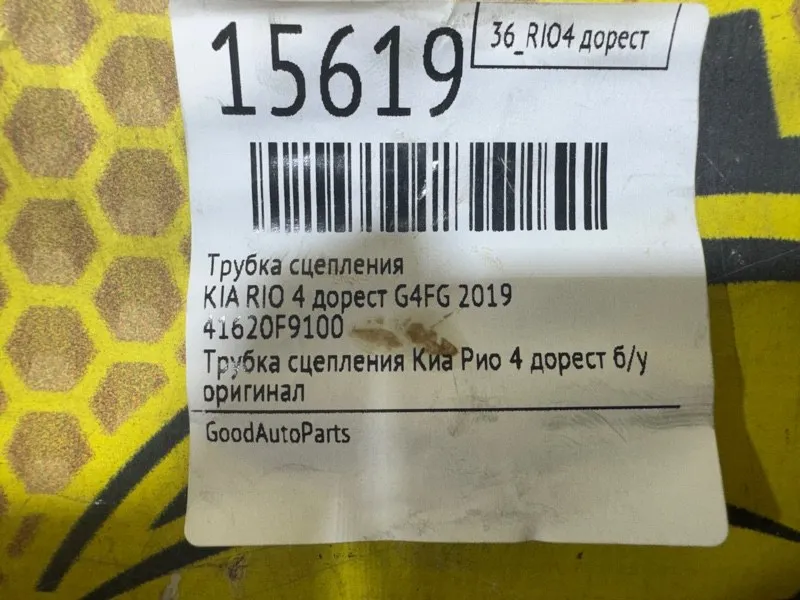 15619
36_RIO4 дорест
Трубка сцепления
KIA RIO 4 дорест G4FG 2019
41620F9100
Трубка сцепления Киа Рио 4 дорест б/у
оригинал
GoodAutoParts